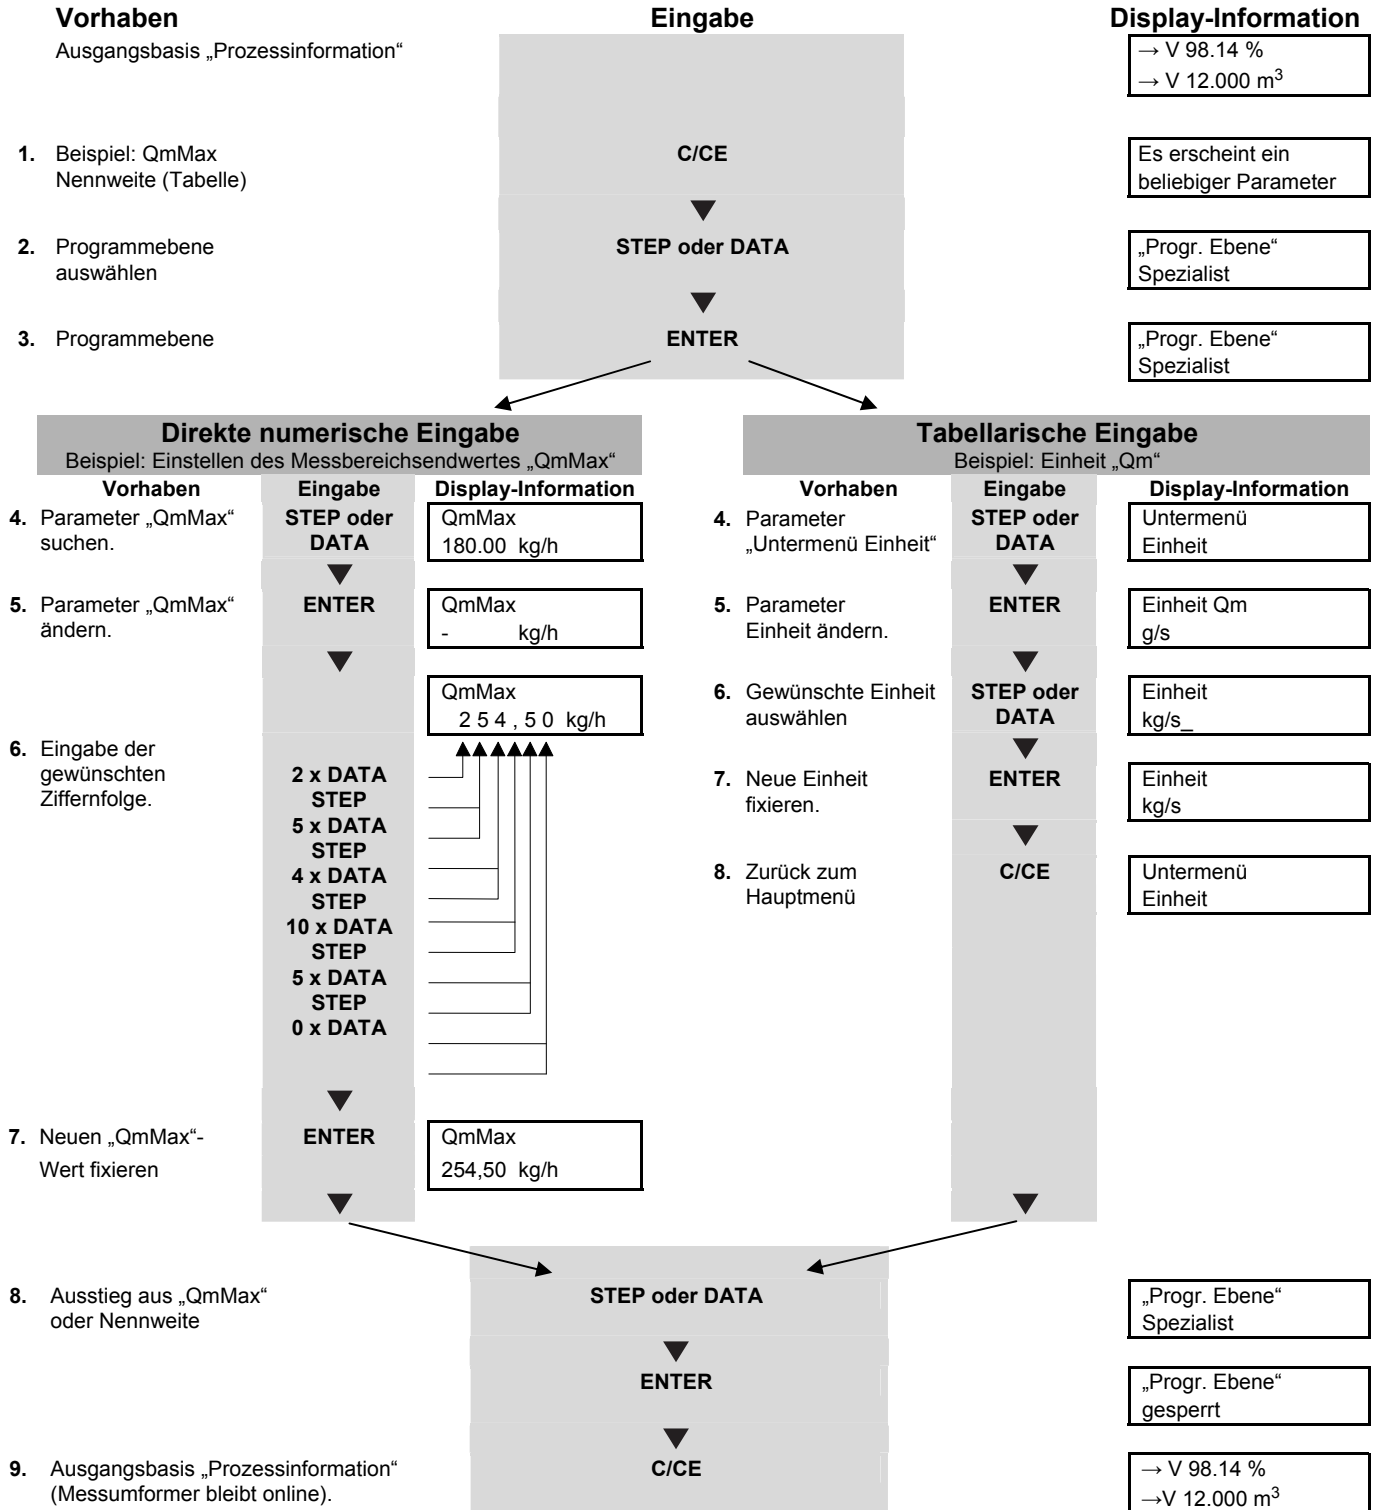 Vorhaben Eingabe Display-Information
Ausgangsbasis „Prozessinformation“
→ V 98.14 %
→ V 12.000 m³
1. Beispiel: QmMax
Nennweite (Tabelle)
C/CE
Es erscheint ein
beliebiger Parameter
2. Programmebene
auswählen
STEP oder DATA
„Progr. Ebene“
Spezialist
3. Programmebene
ENTER
„Progr. Ebene“
Spezialist
Direkte numerische Eingabe
Beispiel: Einstellen des Messbereichsendwertes „QmMax“
Vorhaben Eingabe Display-Information
4. Parameter „QmMax“
suchen.
STEP oder
DATA
QmMax
180.00 kg/h
5. Parameter „QmMax“
ändern.
ENTER
QmMax
- kg/h
QmMax
2 5 4 , 5 0 kg/h
6. Eingabe der
gewünschten
Ziffernfolge.
2 x DATA
STEP
5 x DATA
STEP
4 x DATA
STEP
10 x DATA
STEP
5 x DATA
STEP
0 x DATA
7. Neuen „QmMax“-
Wert fixieren
ENTER
QmMax
254,50 kg/h
Tabellarische Eingabe
Beispiel: Einheit „Qm“
Vorhaben Eingabe Display-Information
4. Parameter
„Untermenü Einheit“
STEP oder
DATA
Untermenü
Einheit
5. Parameter
Einheit ändern.
ENTER
Einheit Qm
g/s
6. Gewünschte Einheit
auswählen
STEP oder
DATA
Einheit
kg/s_
7. Neue Einheit
fixieren.
ENTER
Einheit
kg/s
8. Zurück zum
Hauptmenü
C/CE
Untermenü
Einheit
8. Ausstieg aus „QmMax“
oder Nennweite
STEP oder DATA
„Progr. Ebene“
Spezialist
ENTER
„Progr. Ebene“
gesperrt
9. Ausgangsbasis „Prozessinformation“
(Messumformer bleibt online).
C/CE
→ V 98.14 %
→V 12.000 m³